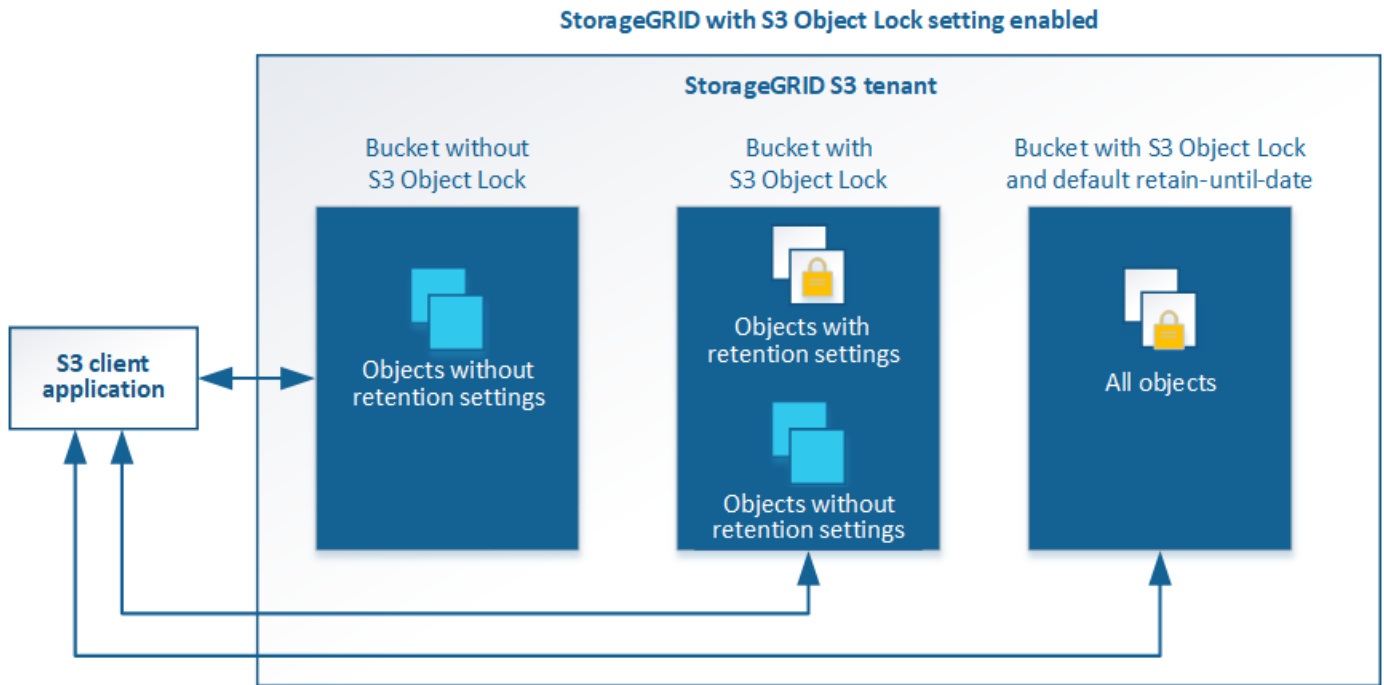 StorageGRID with S3 Object Lock setting enabled
StorageGRID S3 tenant
Bucket without
S3 Object Lock
Bucket with
S3 Object Lock
Bucket with S3 Object Lock
and default retain-until-date
S3 client
application
Objects without
retention settings
Objects with
retention settings
Objects without
retention settings
All objects